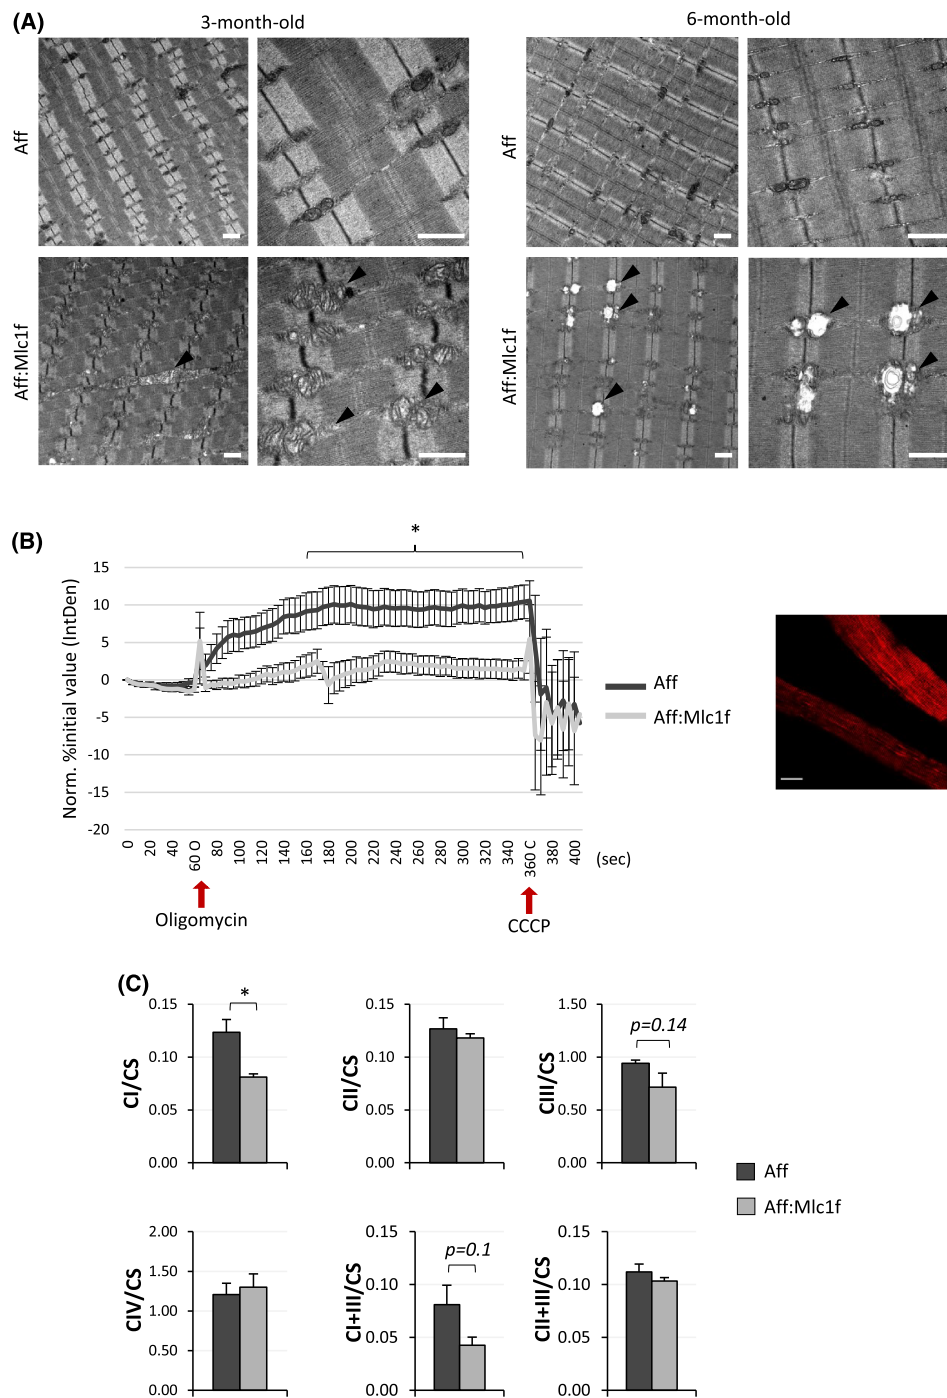 (A)
3-month-old
6-month-old
Aff
Aff
Aff:Mlc1f
Aff:Mlc1f
(B)
*
Norm. %initial value (IntDen)
15
10
5
0
-5
-10
-15
-20
0
20
40
60 O
80
100
120
140
160
180
200
220
240
260
280
300
320
340
360 C
380
400
(sec)
Oligomycin
CCCP
Aff
Aff:Mlc1f
(C)
CI/CS
0.15
0.10
0.05
0.00
*
CII/CS
0.15
0.10
0.05
0.00
CIII/CS
1.50
1.00
0.50
0.00
p=0.14
Aff
Aff:Mlc1f
CIV/CS
2.00
1.50
1.00
0.50
0.00
CI+III/CS
0.15
0.10
0.05
0.00
p=0.1
CII+III/CS
0.15
0.10
0.05
0.00